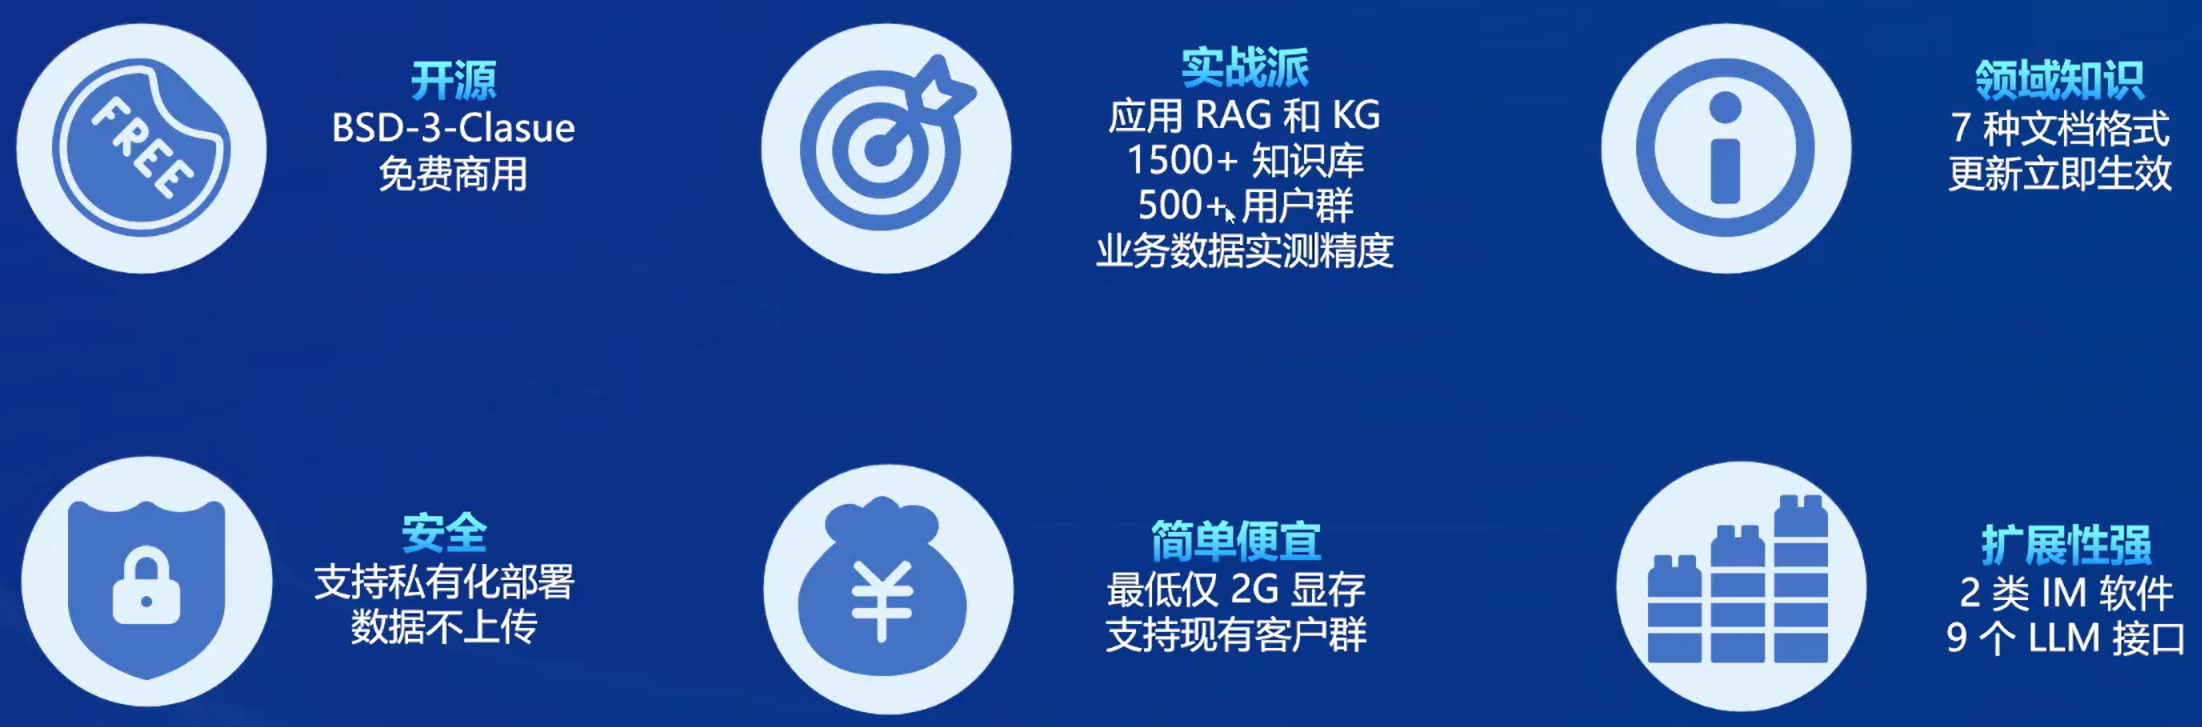 FREE
开源
BSD-3-Clasue
免费商用
实战派
应用 RAG 和 KG
1500+ 知识库
500+ 用户群
业务数据实测精度
领域知识
7 种文档格式
更新立即生效
安全
支持私有化部署
数据不上传
¥
简单便宜
最低仅 2G 显存
支持现有客户群
扩展性强
2 类 IM 软件
9 个 LLM 接口